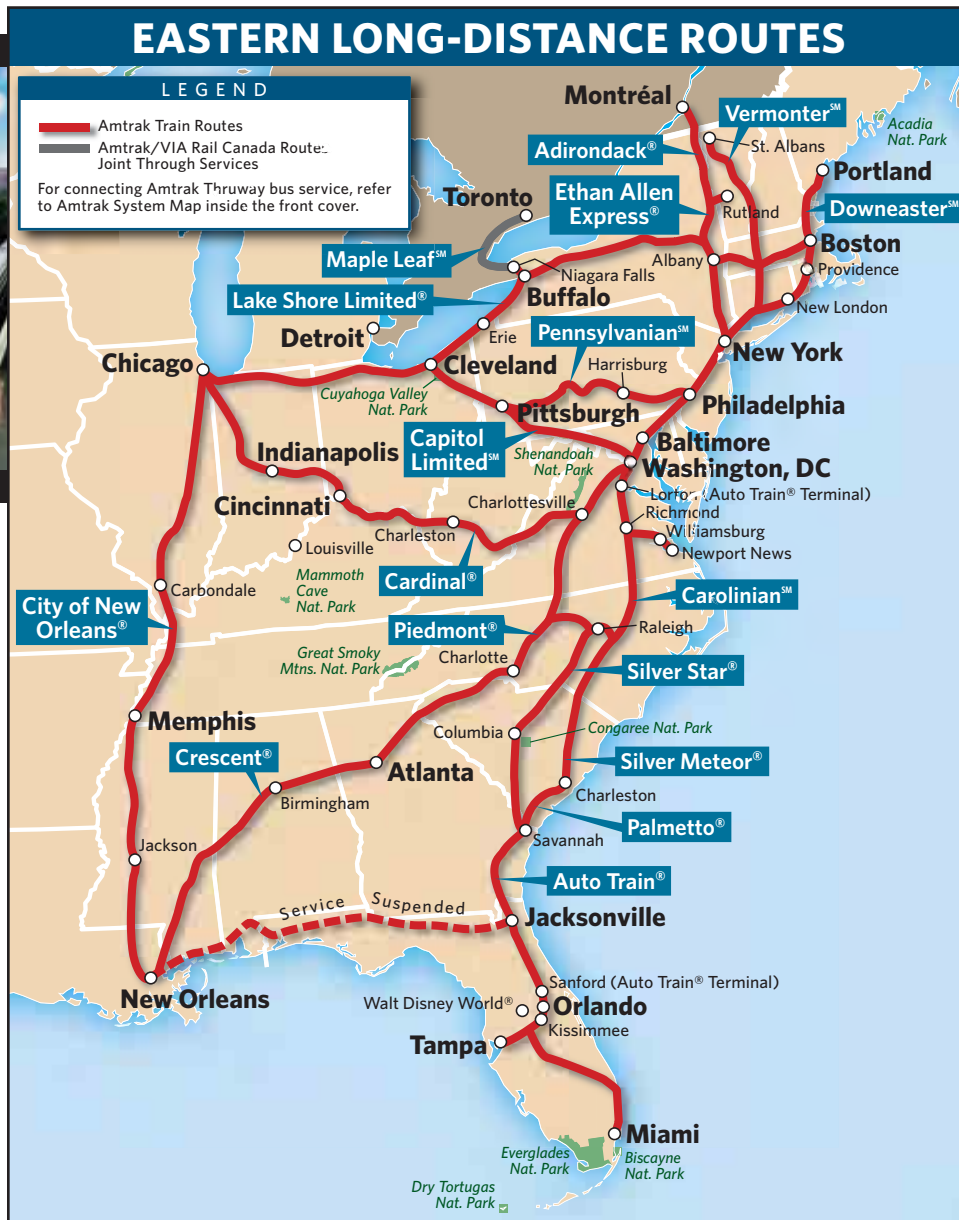 EASTERN LONG-DISTANCE ROUTES
LEGEND
Amtrak Train Routes
Amtrak/VIA Rail Canada Routes
Joint Through Services
For connecting Amtrak Thruway bus service, refer
to Amtrak System Map inside the front cover.
Montréal
Vermonter℠
Acadia
Nat. Park
St. Albans
Adirondack®
Portland
Ethan Allen
Express®
Toronto
Rutland
Downeaster℠
Boston
Maple Leaf℠
Albany
Niagara Falls
Providence
Buffalo
Lake Shore Limited®
New London
Detroit
Erie
Pennsylvanian℠
New York
Chicago
Cleveland
Harrisburg
Cuyahoga Valley
Nat. Park
Pittsburgh
Philadelphia
Capitol
Limited℠
Baltimore
Indianapolis
Shenandoah
Nat. Park
Washington, DC
Cincinnati
Charlottesville
Lorton (Auto Train® Terminal)
Richmond
Charleston
Williamsburg
Louisville
Newport News
Mammoth
Cave
Nat. Park
Cardinal®
Carbondale
Carolinian℠
City of New
Orleans®
Piedmont®
Raleigh
Great Smoky
Mtns. Nat. Park
Charlotte
Silver Star®
Memphis
Columbia
Congaree Nat. Park
Crescent®
Atlanta
Silver Meteor®
Birmingham
Charleston
Palmetto®
Jackson
Savannah
Auto Train®
Service Suspended
Jacksonville
New Orleans
Sanford (Auto Train® Terminal)
Walt Disney World®
Orlando
Kissimmee
Tampa
Miami
Everglades
Nat. Park
Biscayne
Nat. Park
Dry Tortugas
Nat. Park